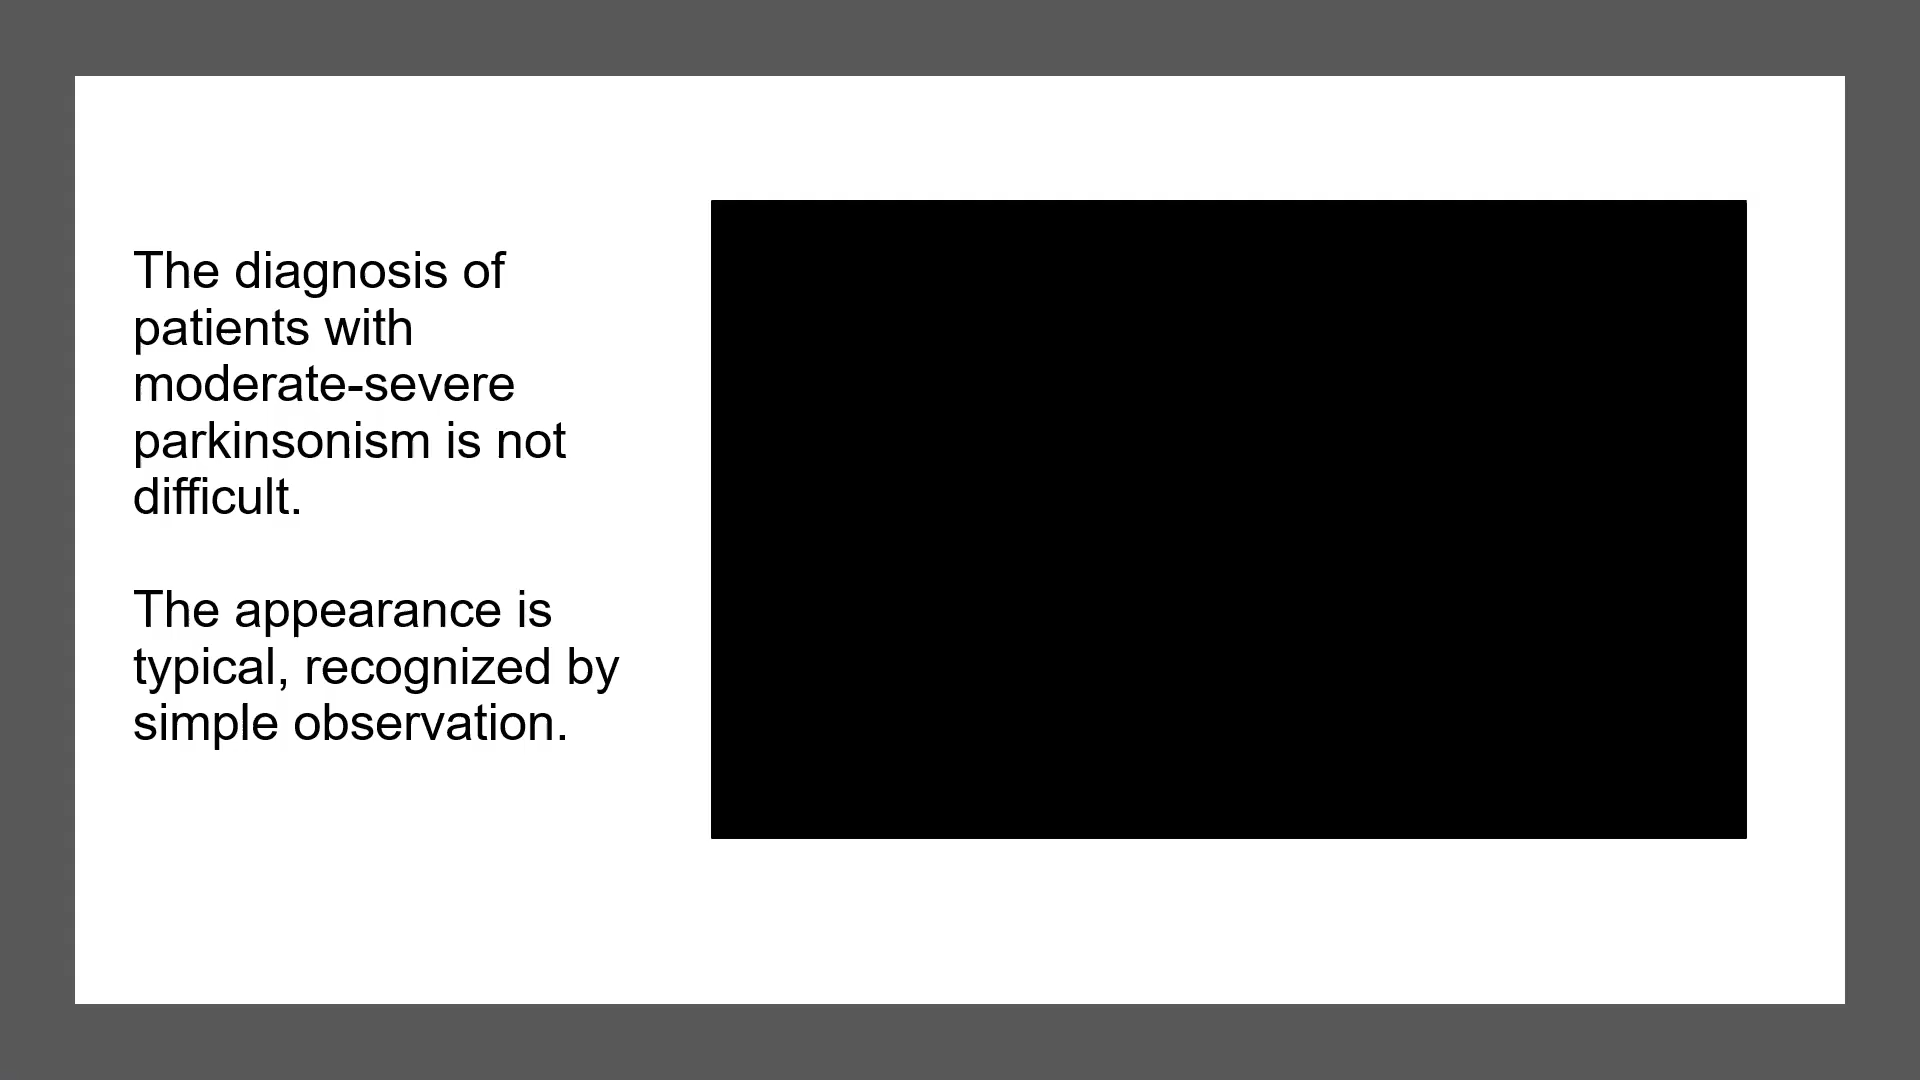 The diagnosis of
patients with
moderate-severe
parkinsonism is not
difficult.
The appearance is
typical, recognized by
simple observation.